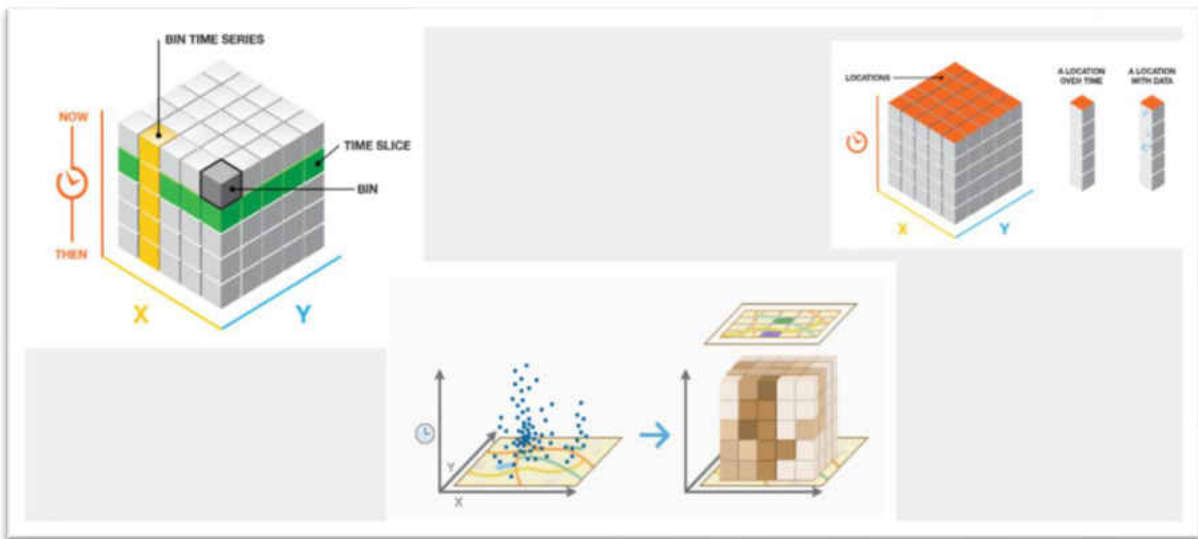 BIN TIME SERIES
NOW
TIME SLICE
BIN
THEN
X
Y
LOCATIONS
A LOCATION
OVER TIME
A LOCATION
WITH DATA
X
Y
Y
X